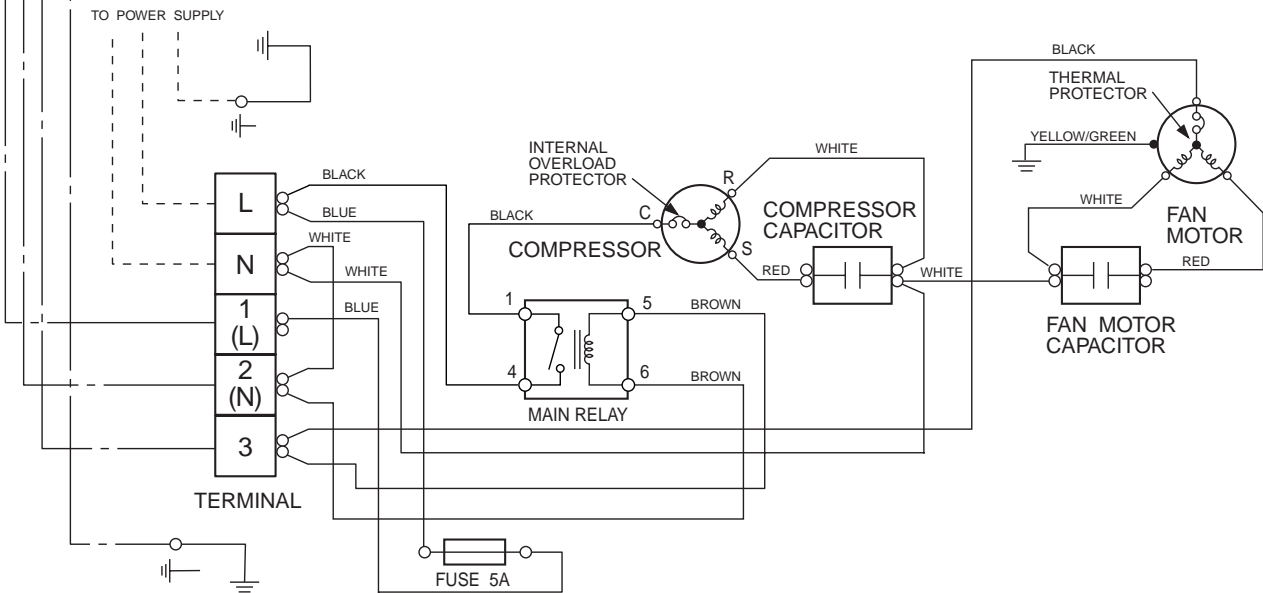 TO POWER SUPPLY
BLACK
THERMAL
PROTECTOR
YELLOW/GREEN
INTERNAL
OVERLOAD
PROTECTOR
WHITE
R
BLACK
L
BLUE
BLACK
C
COMPRESSOR
COMPRESSOR
CAPACITOR
S
WHITE
FAN
MOTOR
WHITE
N
WHITE
RED
WHITE
RED
1
(L)
BLUE
1
5
BROWN
FAN MOTOR
CAPACITOR
2
(N)
4
6
BROWN
MAIN RELAY
3
TERMINAL
FUSE 5A